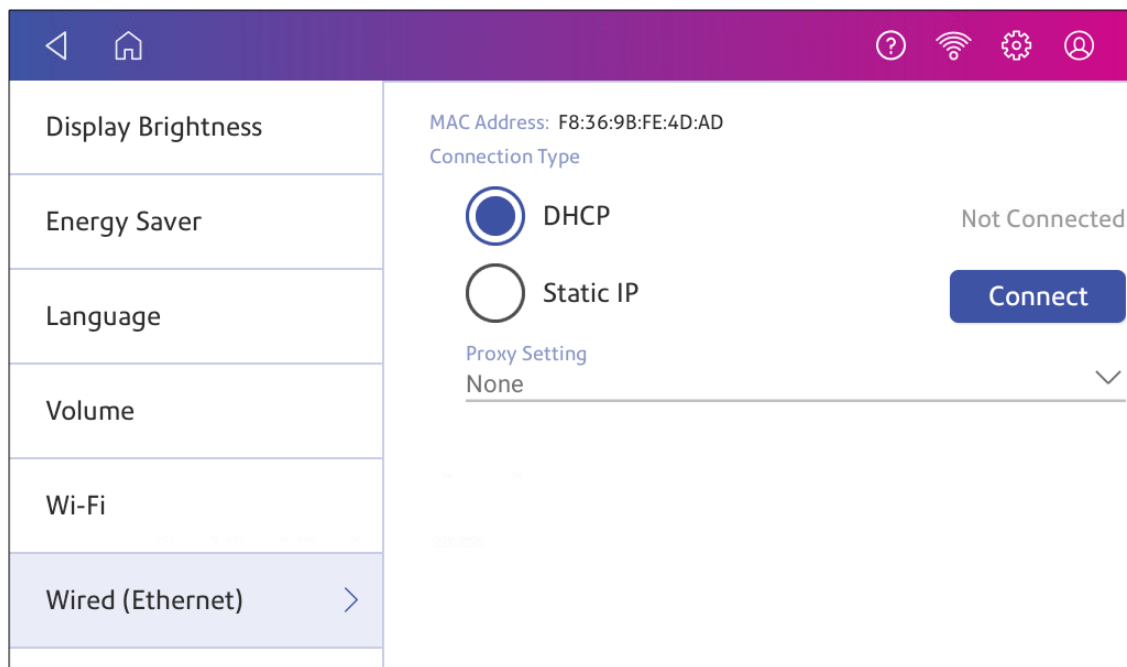 Display Brightness
Energy Saver
Language
Volume
Wi-Fi
Wired (Ethernet)
MAC Address: F8:36:9B:FE:4D:AD
Connection Type
DHCP
Not Connected
Static IP
Connect
Proxy Setting
None